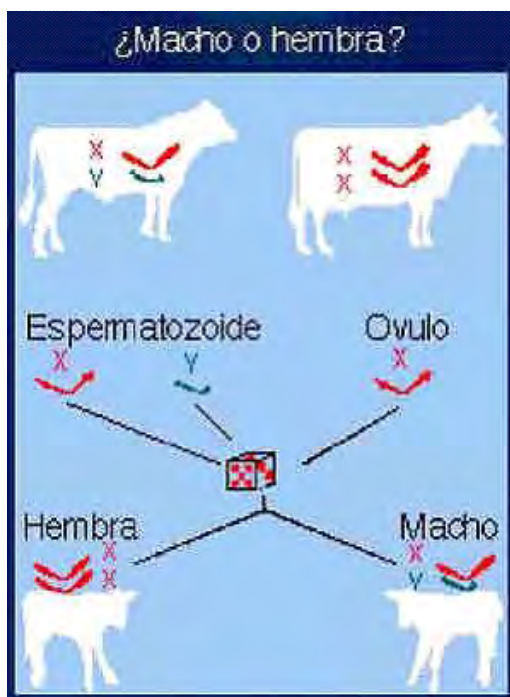 ¿Macho o hembra?
X X
Y X
Espermatozoide Ovulo
X Y X
Hembra Macho
X X
X Y